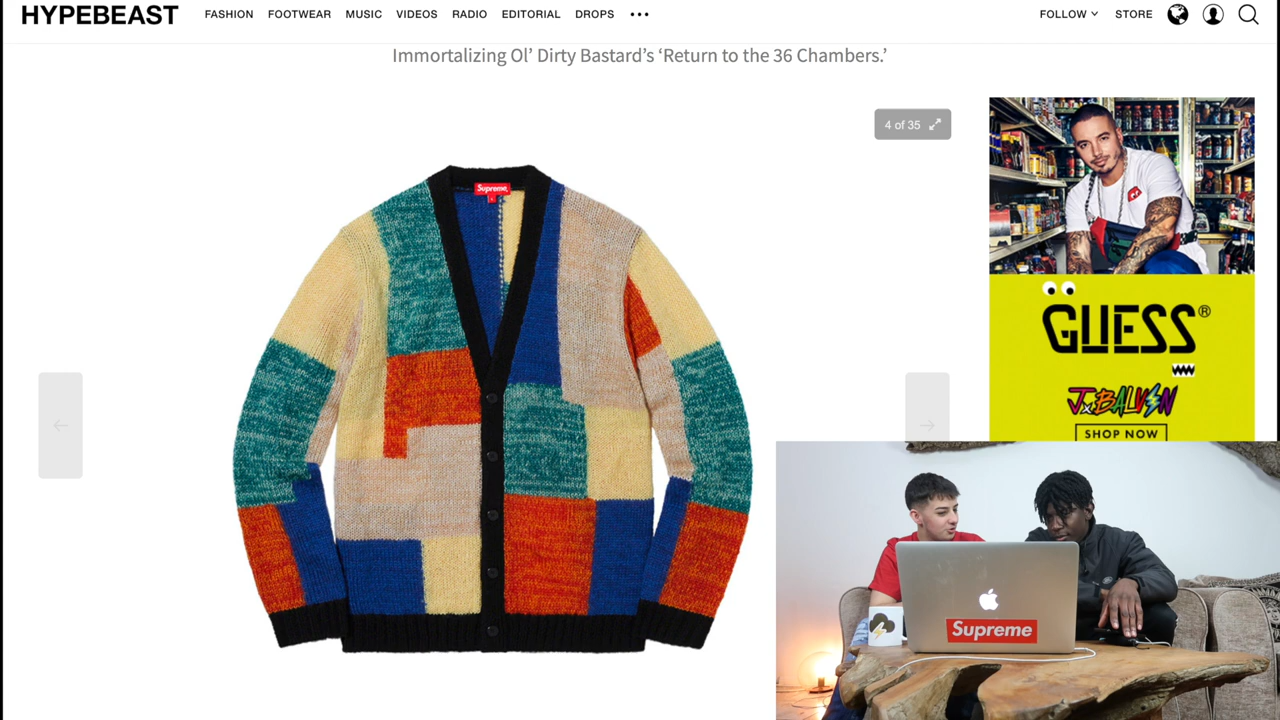 HYPEBEAST
FASHION FOOTWEAR MUSIC VIDEOS RADIO EDITORIAL DROPS •••
FOLLOW STORE
Immortalizing Ol’ Dirty Bastard’s ‘Return to the 36 Chambers.’
4 of 35
Supreme
GUESS®
J x BALVIN
SHOP NOW
Supreme